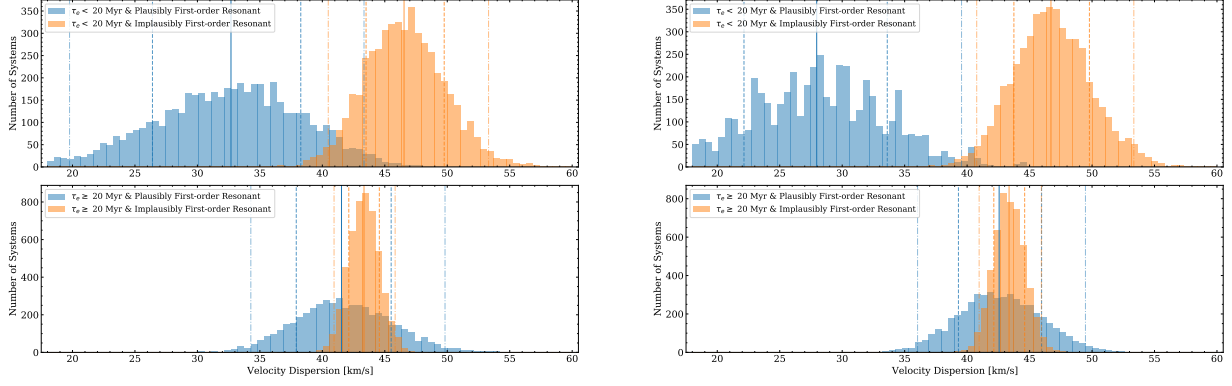 350
300
250
200
150
100
50
0
Number of Systems
τe < 20 Myr & Plausibly First-order Resonant
τe < 20 Myr & Implausibly First-order Resonant
20 25 30 35 40 45 50 55 60
350
300
250
200
150
100
50
0
Number of Systems
τe < 20 Myr & Plausibly First-order Resonant
τe < 20 Myr & Implausibly First-order Resonant
20 25 30 35 40 45 50 55 60
800
600
400
200
0
Number of Systems
τe ≥ 20 Myr & Plausibly First-order Resonant
τe ≥ 20 Myr & Implausibly First-order Resonant
20 25 30 35 40 45 50 55 60
Velocity Dispersion [km/s]
800
600
400
200
0
Number of Systems
τe ≥ 20 Myr & Plausibly First-order Resonant
τe ≥ 20 Myr & Implausibly First-order Resonant
20 25 30 35 40 45 50 55 60
Velocity Dispersion [km/s]